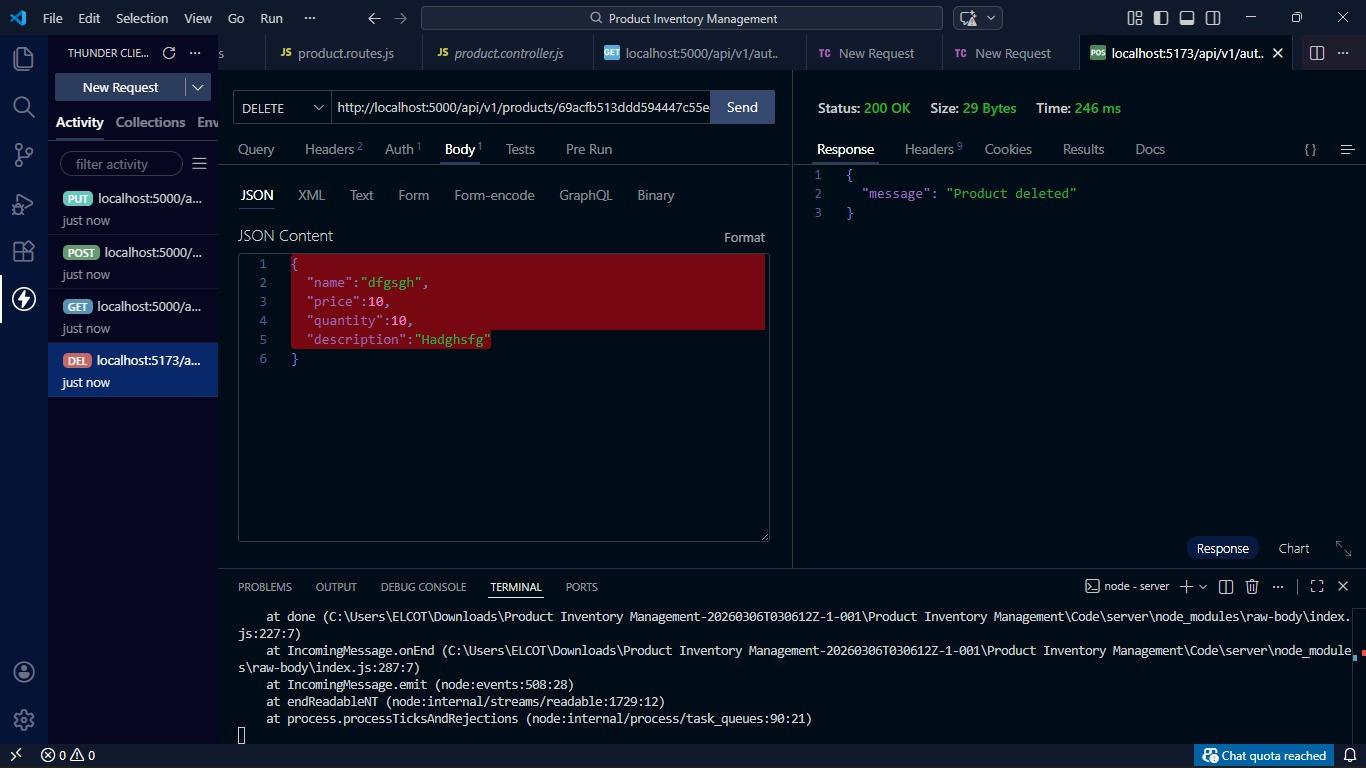 File Edit Selection View Go Run ···
Product Inventory Management
THUNDER CLIE... ···
s
JS product.routes.js
JS product.controller.js
GET localhost:5000/api/v1/aut..
TC New Request
TC New Request
POS localhost:5173/api/v1/aut..
New Request
Activity Collections Env
filter activity
PUT localhost:5000/a...
just now
POST localhost:5000/...
just now
GET localhost:5000/a...
just now
DEL localhost:5173/a...
just now
DELETE http://localhost:5000/api/v1/products/69acfb513ddd594447c55e Send
Query Headers 2 Auth 1 Body 1 Tests Pre Run
JSON XML Text Form Form-encode GraphQL Binary
JSON Content Format
1 {
2 "name":"dfgsgh",
3 "price":10,
4 "quantity":10,
5 "description":"Hadghsfg"
6 }
Status: 200 OK Size: 29 Bytes Time: 246 ms
Response Headers 9 Cookies Results Docs {}
1 {
2 "message": "Product deleted"
3 }
Response Chart
PROBLEMS OUTPUT DEBUG CONSOLE TERMINAL PORTS
node - server
at done (C:\Users\ELCOT\Downloads\Product Inventory Management-20260306T030612Z-1-001\Product Inventory Management\Code\server\node_modules\raw-body\index.
js:227:7)
at IncomingMessage.onEnd (C:\Users\ELCOT\Downloads\Product Inventory Management-20260306T030612Z-1-001\Product Inventory Management\Code\server\node_module
s\raw-body\index.js:287:7)
at IncomingMessage.emit (node:events:508:28)
at endReadableNT (node:internal/streams/readable:1729:12)
at process.processTicksAndRejections (node:internal/process/task_queues:90:21)
0 0
Chat quota reached